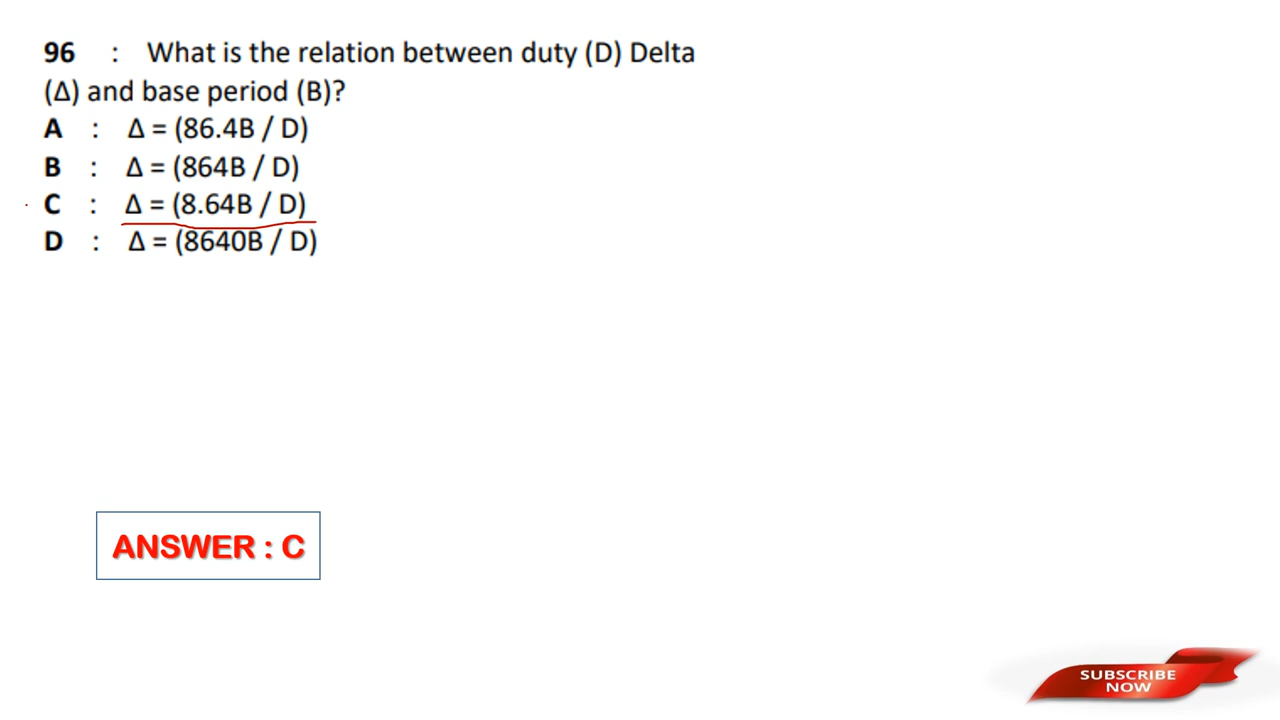 96 : What is the relation between duty (D) Delta
(Δ) and base period (B)?
A : Δ = (86.4B / D)
B : Δ = (864B / D)
C : Δ = (8.64B / D)
D : Δ = (8640B / D)
ANSWER : C
SUBSCRIBE
NOW